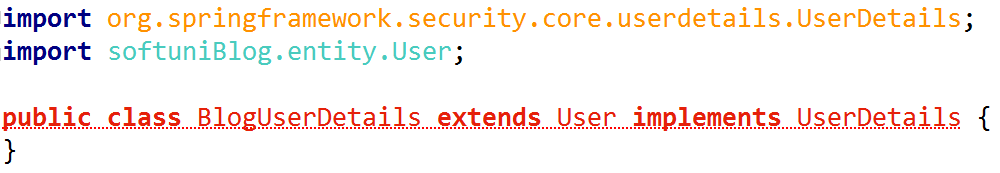 import org.springframework.security.core.userdetails.UserDetails;
import softuniBlog.entity.User;
public class BlogUserDetails extends User implements UserDetails {
}